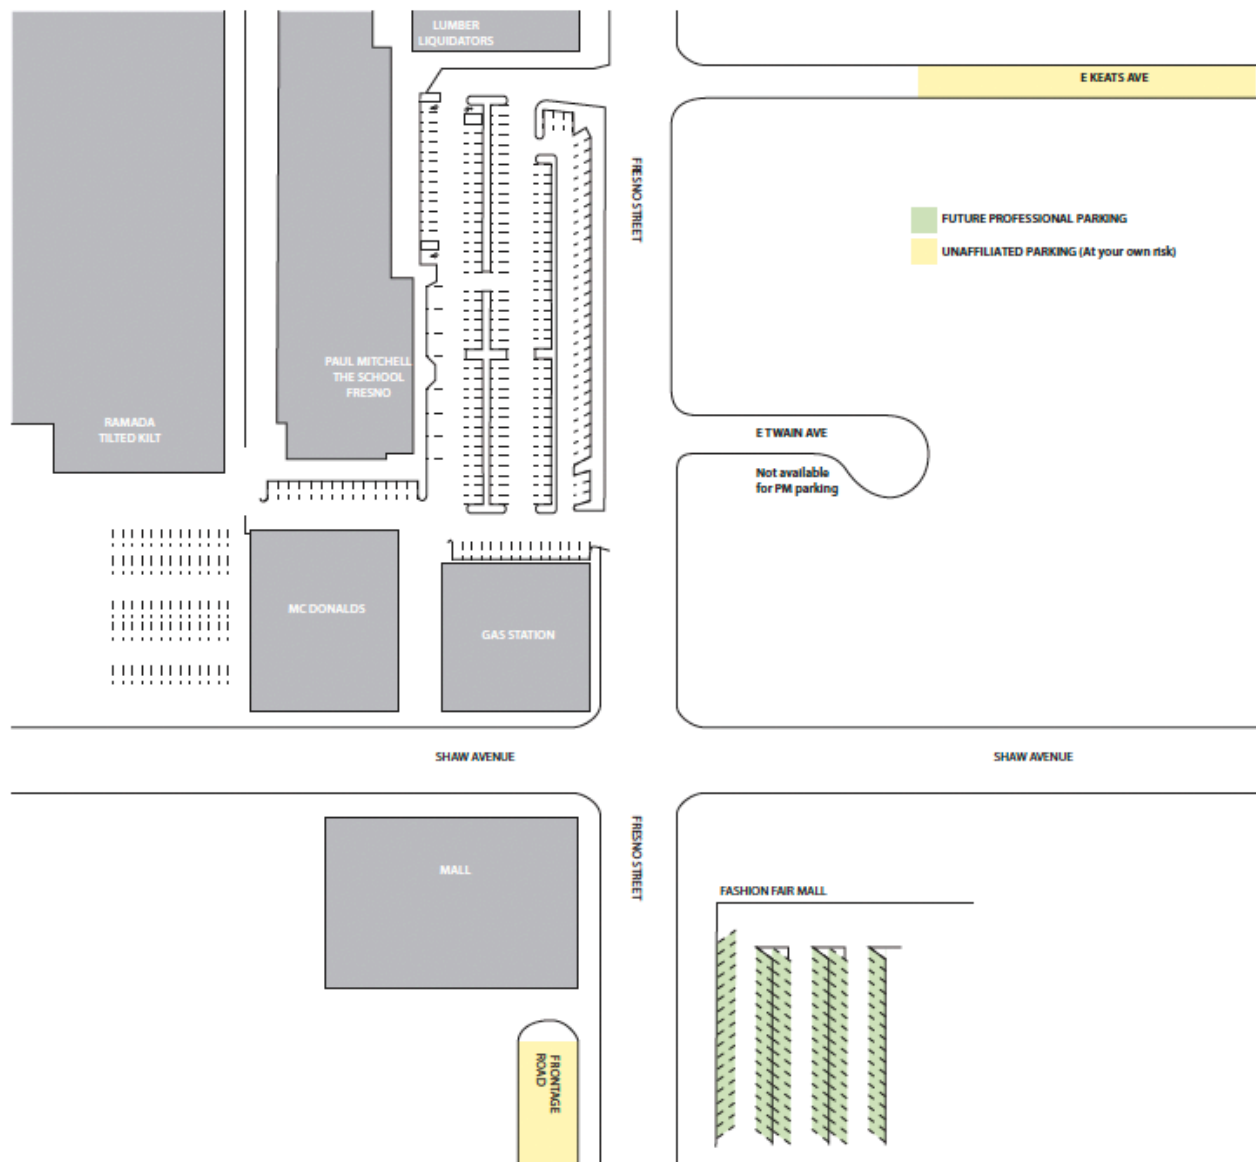 LUMBER
LIQUIDATORS
E KEATS AVE
FRESNO STREET
FUTURE PROFESSIONAL PARKING
UNAFFILIATED PARKING (At your own risk)
PAUL MITCHELL
THE SCHOOL
FRESNO
RAMADA
TILTED KILT
E TWAIN AVE
Not available
for PM parking
MC DONALDS
GAS STATION
SHAW AVENUE
SHAW AVENUE
FRESNO STREET
MALL
FASHION FAIR MALL
FRONTAGE
ROAD